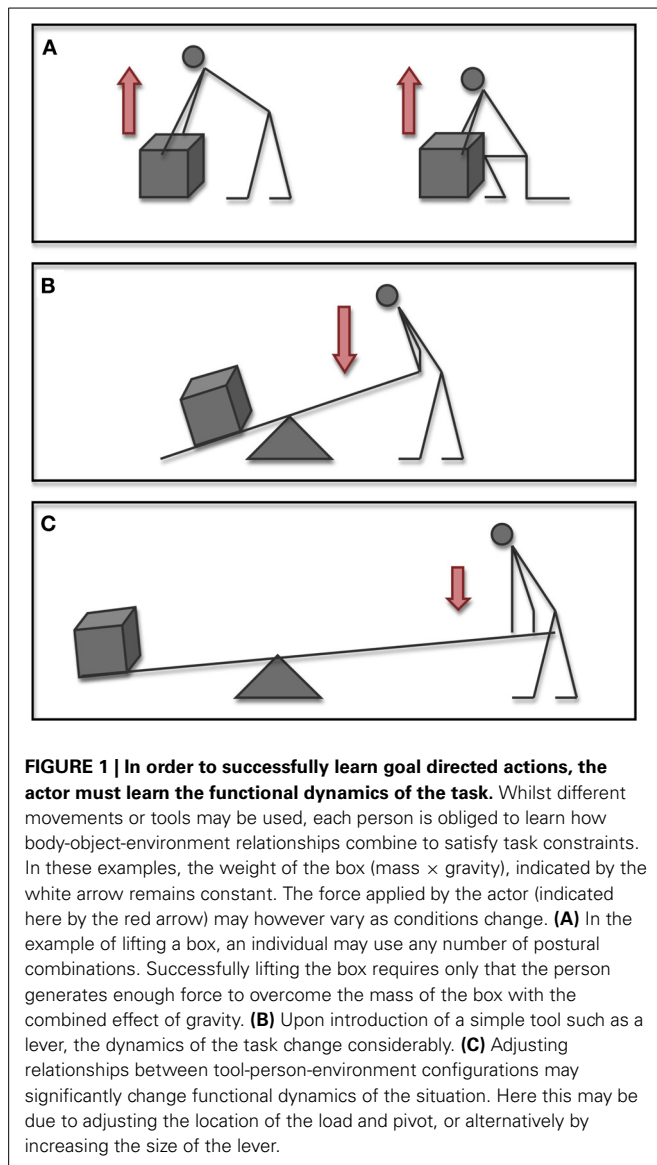 A
B
C
FIGURE 1 | In order to successfully learn goal directed actions, the
actor must learn the functional dynamics of the task. Whilst different
movements or tools may be used, each person is obliged to learn how
body-object-environment relationships combine to satisfy task constraints.
In these examples, the weight of the box (mass × gravity), indicated by the
white arrow remains constant. The force applied by the actor (indicated
here by the red arrow) may however vary as conditions change. (A) In the
example of lifting a box, an individual may use any number of postural
combinations. Successfully lifting the box requires only that the person
generates enough force to overcome the mass of the box with the
combined effect of gravity. (B) Upon introduction of a simple tool such as a
lever, the dynamics of the task change considerably. (C) Adjusting
relationships between tool-person-environment configurations may
significantly change functional dynamics of the situation. Here this may be
due to adjusting the location of the load and pivot, or alternatively by
increasing the size of the lever.